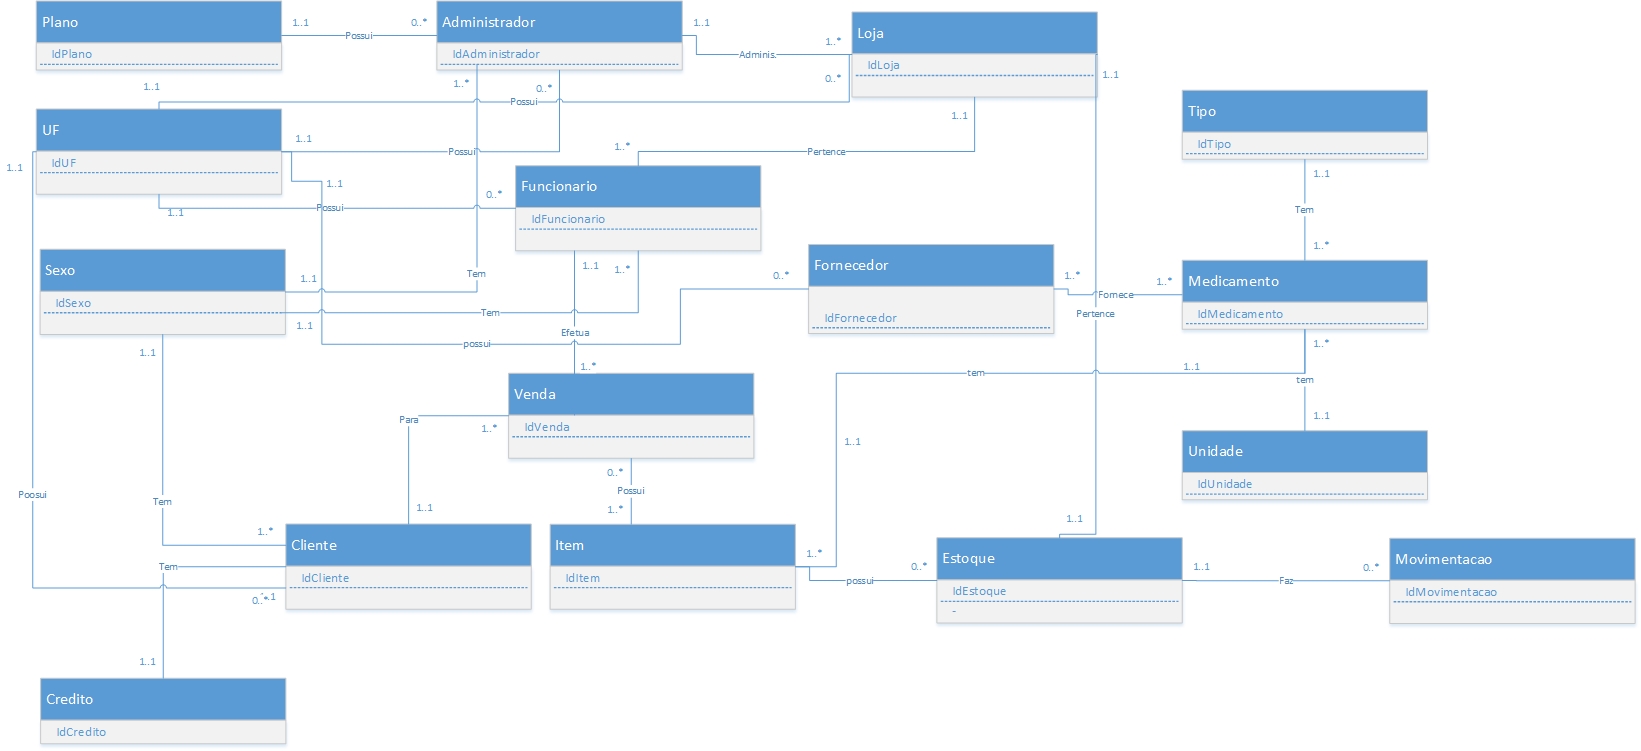 Plano
IdPlano
1..1
Possui
0..*
Administrador
IdAdministrador
1..1
Adminis.
1..*
Loja
IdLoja
0..*
1..1
1..1
Possui
1..*
0..*
UF
IdUF
1..1
Possui
1..1
1..1
1..1
Possui
0..*
1..1
Pertence
1..*
Funcionario
IdFuncionario
Tipo
IdTipo
1..1
Tem
1..*
Sexo
IdSexo
1..1
Tem
1..1
Tem
1..1
1..*
possui
0..*
Fornecedor
IdFornecedor
1..*
Fornece
1..*
Pertence
Medicamento
IdMedicamento
1..*
tem
1..1
Unidade
IdUnidade
Efetua
1..*
1..1
Venda
IdVenda
Para
1..*
1..1
0..*
Possui
1..*
tem
1..1
1..1
Poosui
Tem
1..*
Cliente
IdCliente
Tem
1..1
Item
IdItem
1..*
possui
0..*
1..1
Estoque
IdEstoque
-
1..1
Faz
0..*
Movimentacao
IdMovimentacao
Credito
IdCredito